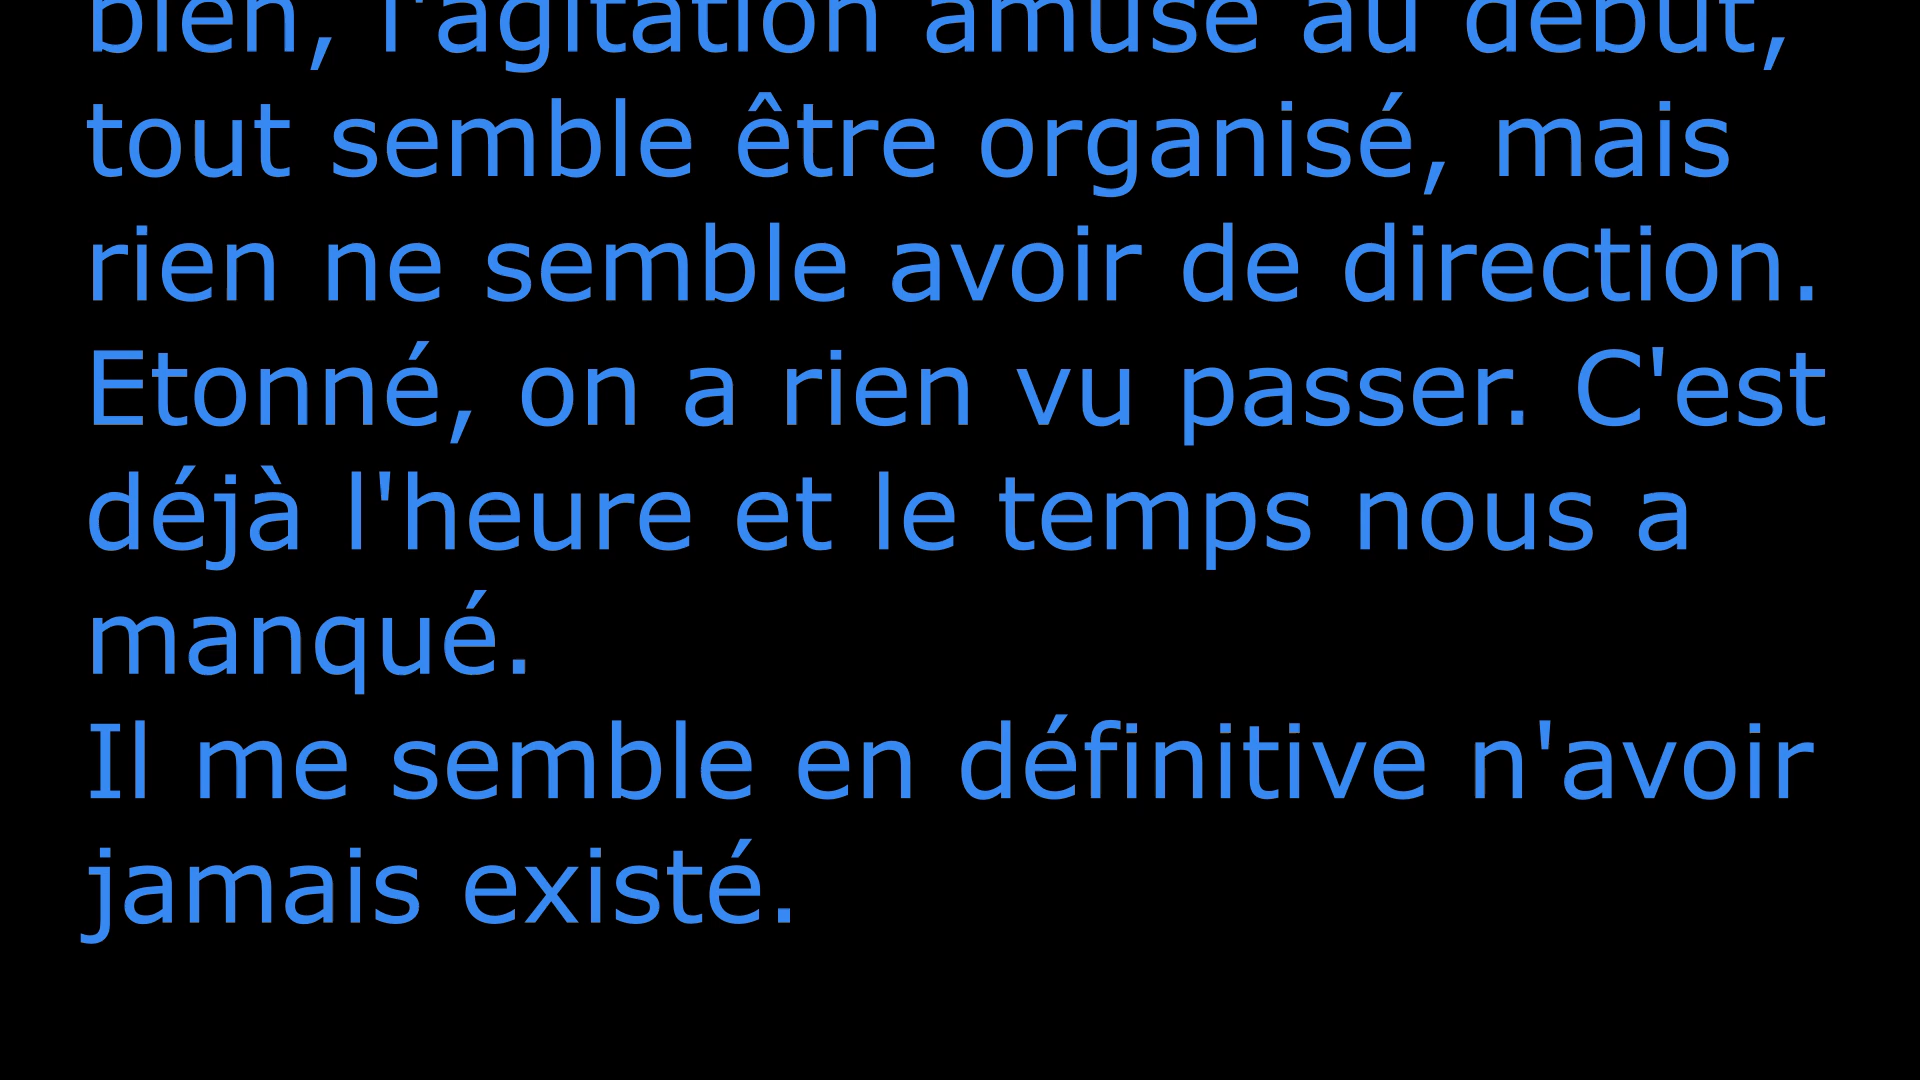 bien, l'agitation amuse au début,
tout semble être organisé, mais
rien ne semble avoir de direction.
Etonné, on a rien vu passer. C'est
déjà l'heure et le temps nous a
manqué.
Il me semble en définitive n'avoir
jamais existé.